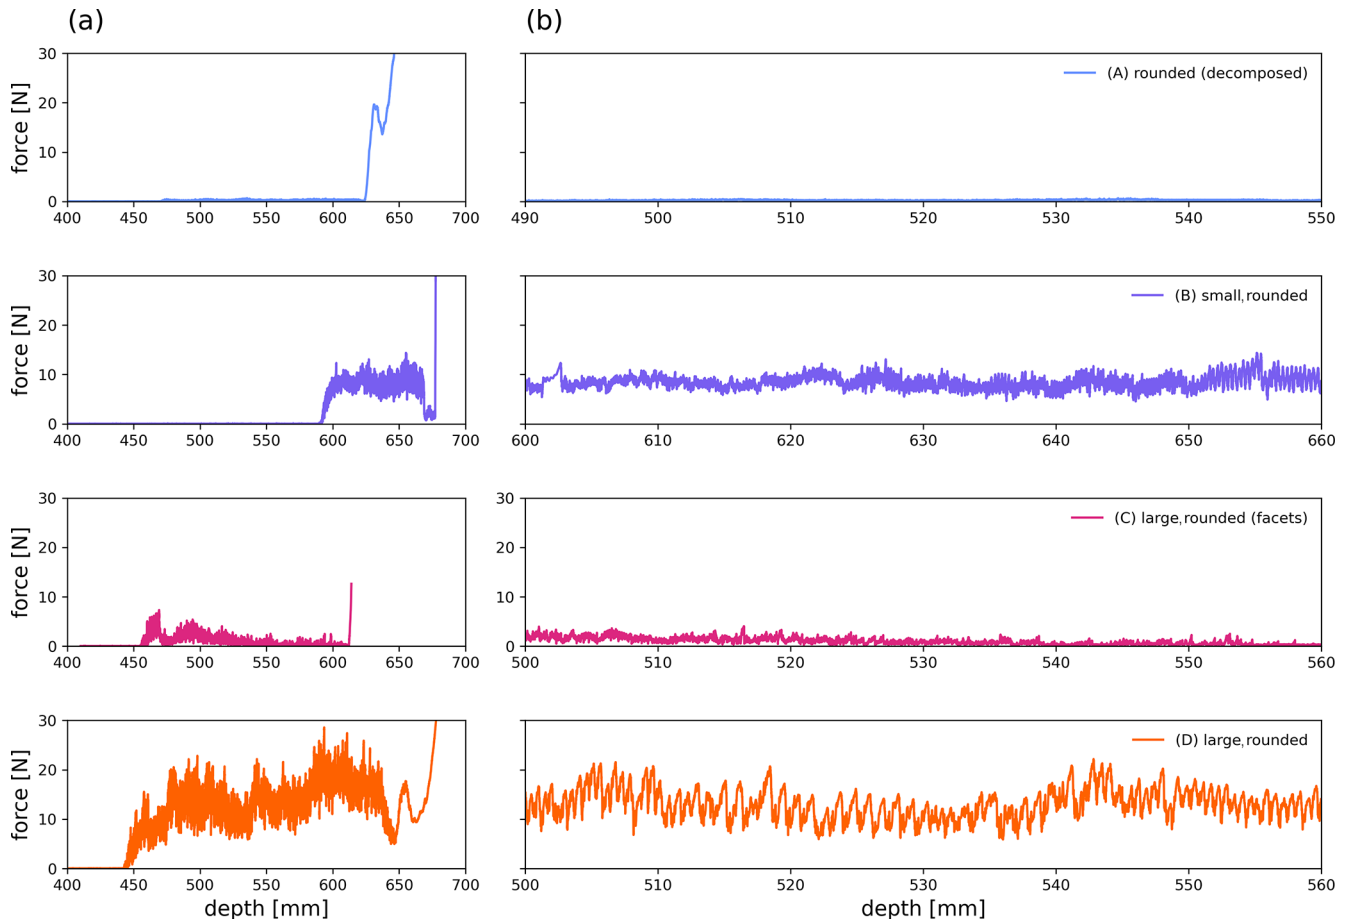 (a) (b)
force [N]
30
20
10
0
400 450 500 550 600 650 700
(A) rounded (decomposed)
490 500 510 520 530 540 550
force [N]
30
20
10
0
400 450 500 550 600 650 700
(B) small, rounded
600 610 620 630 640 650 660
force [N]
30
20
10
0
400 450 500 550 600 650 700
30
20
10
0
(C) large, rounded (facets)
500 510 520 530 540 550 560
force [N]
30
20
10
0
400 450 500 550 600 650 700
depth [mm]
(D) large, rounded
500 510 520 530 540 550 560
depth [mm]